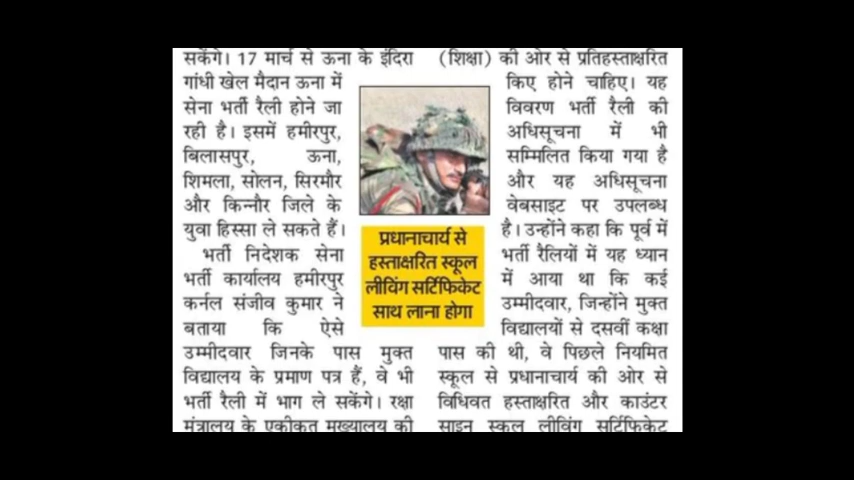 सकेंगे। 17 मार्च से ऊना के इंदिरा
गांधी खेल मैदान ऊना में
सेना भर्ती रैली होने जा
रही है। इसमें हमीरपुर,
बिलासपुर, ऊना,
शिमला, सोलन, सिरमौर
और किन्नौर जिले के
युवा हिस्सा ले सकते हैं।
भर्ती निदेशक सेना
भर्ती कार्यालय हमीरपुर
कर्नल संजीव कुमार ने
बताया कि ऐसे
उम्मीदवार जिनके पास मुक्त
विद्यालय के प्रमाण पत्र हैं, वे भी
भर्ती रैली में भाग ले सकेंगे। रक्षा
मंत्रालय के एकीकृत मुख्यालय की
प्रधानाचार्य से
हस्ताक्षरित स्कूल
लीविंग सर्टिफिकेट
साथ लाना होगा
(शिक्षा) की ओर से प्रतिहस्ताक्षरित
किए होने चाहिए। यह
विवरण भर्ती रैली की
अधिसूचना में भी
सम्मिलित किया गया है
और यह अधिसूचना
वेबसाइट पर उपलब्ध
है। उन्होंने कहा कि पूर्व में
भर्ती रैलियों में यह ध्यान
में आया था कि कई
उम्मीदवार, जिन्होंने मुक्त
विद्यालयों से दसवीं कक्षा
पास की थी, वे पिछले नियमित
स्कूल से प्रधानाचार्य की ओर से
विधिवत हस्ताक्षरित और काउंटर
साइन स्कूल लीविंग सर्टिफिकेट